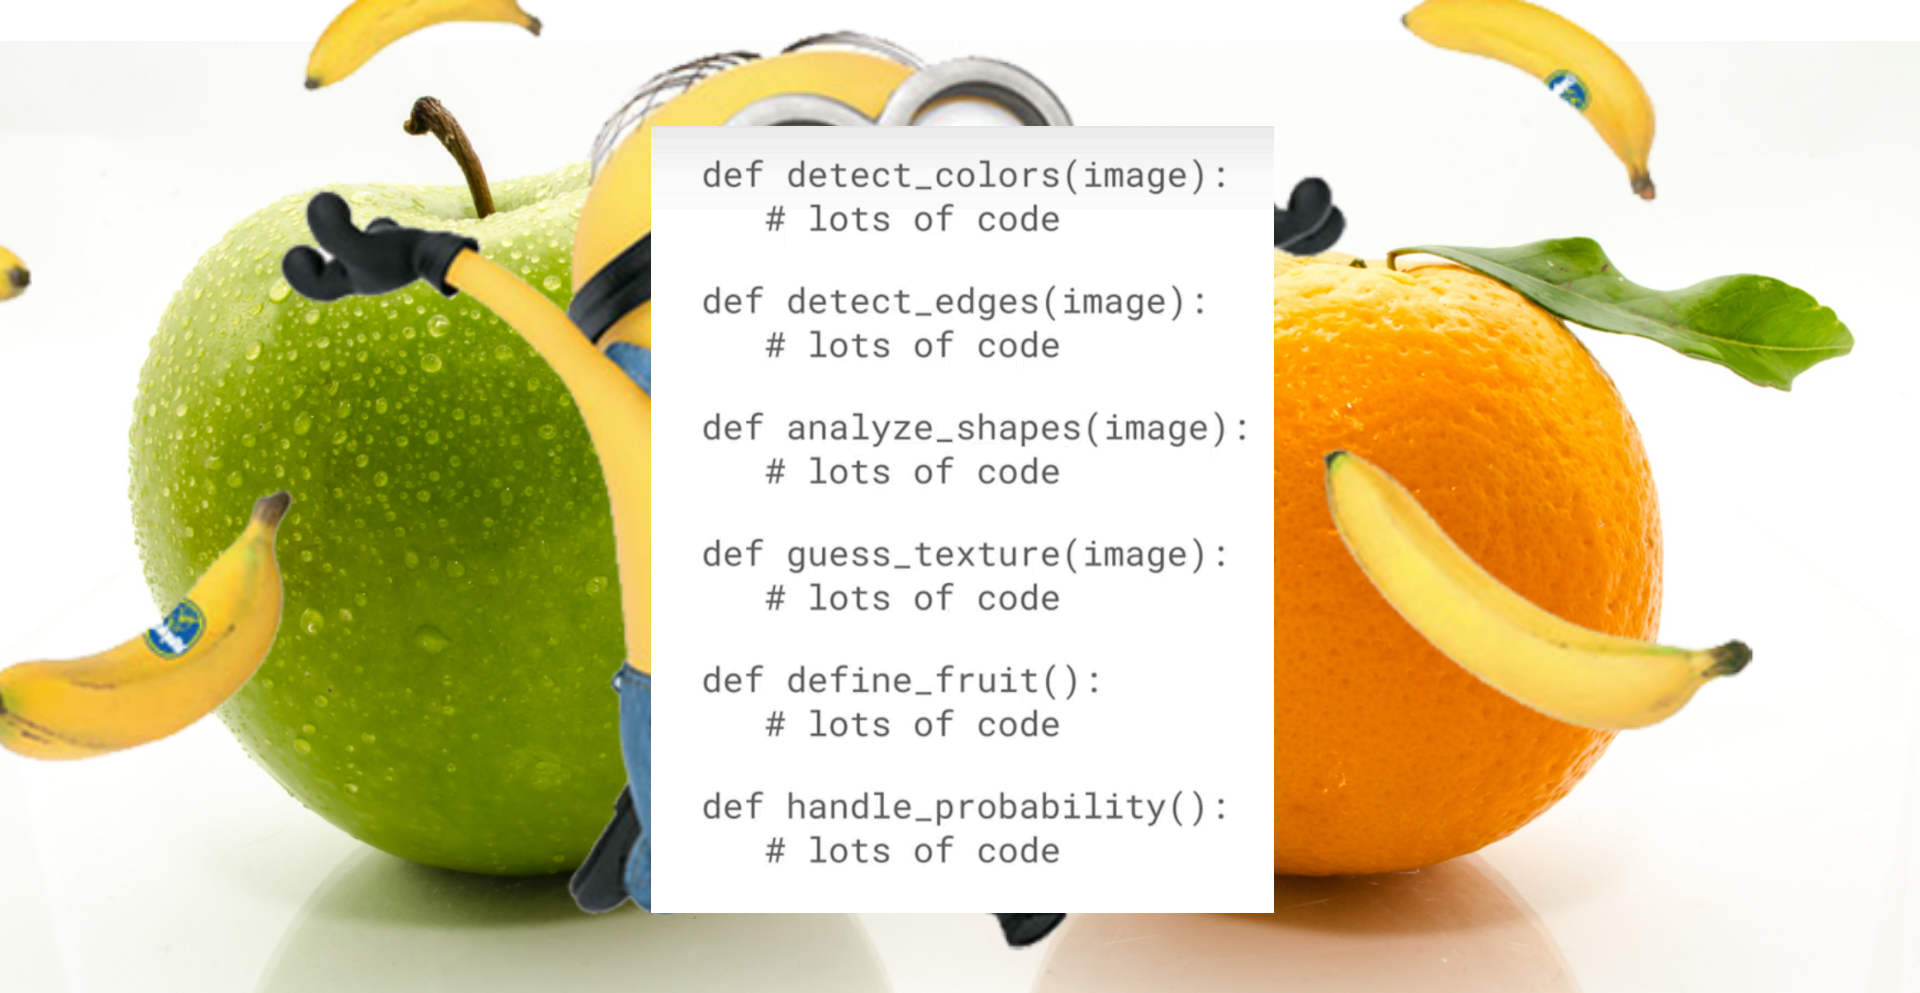 def detect_colors(image):
   # lots of code
def detect_edges(image):
   # lots of code
def analyze_shapes(image):
   # lots of code
def guess_texture(image):
   # lots of code
def define_fruit():
   # lots of code
def handle_probability():
   # lots of code